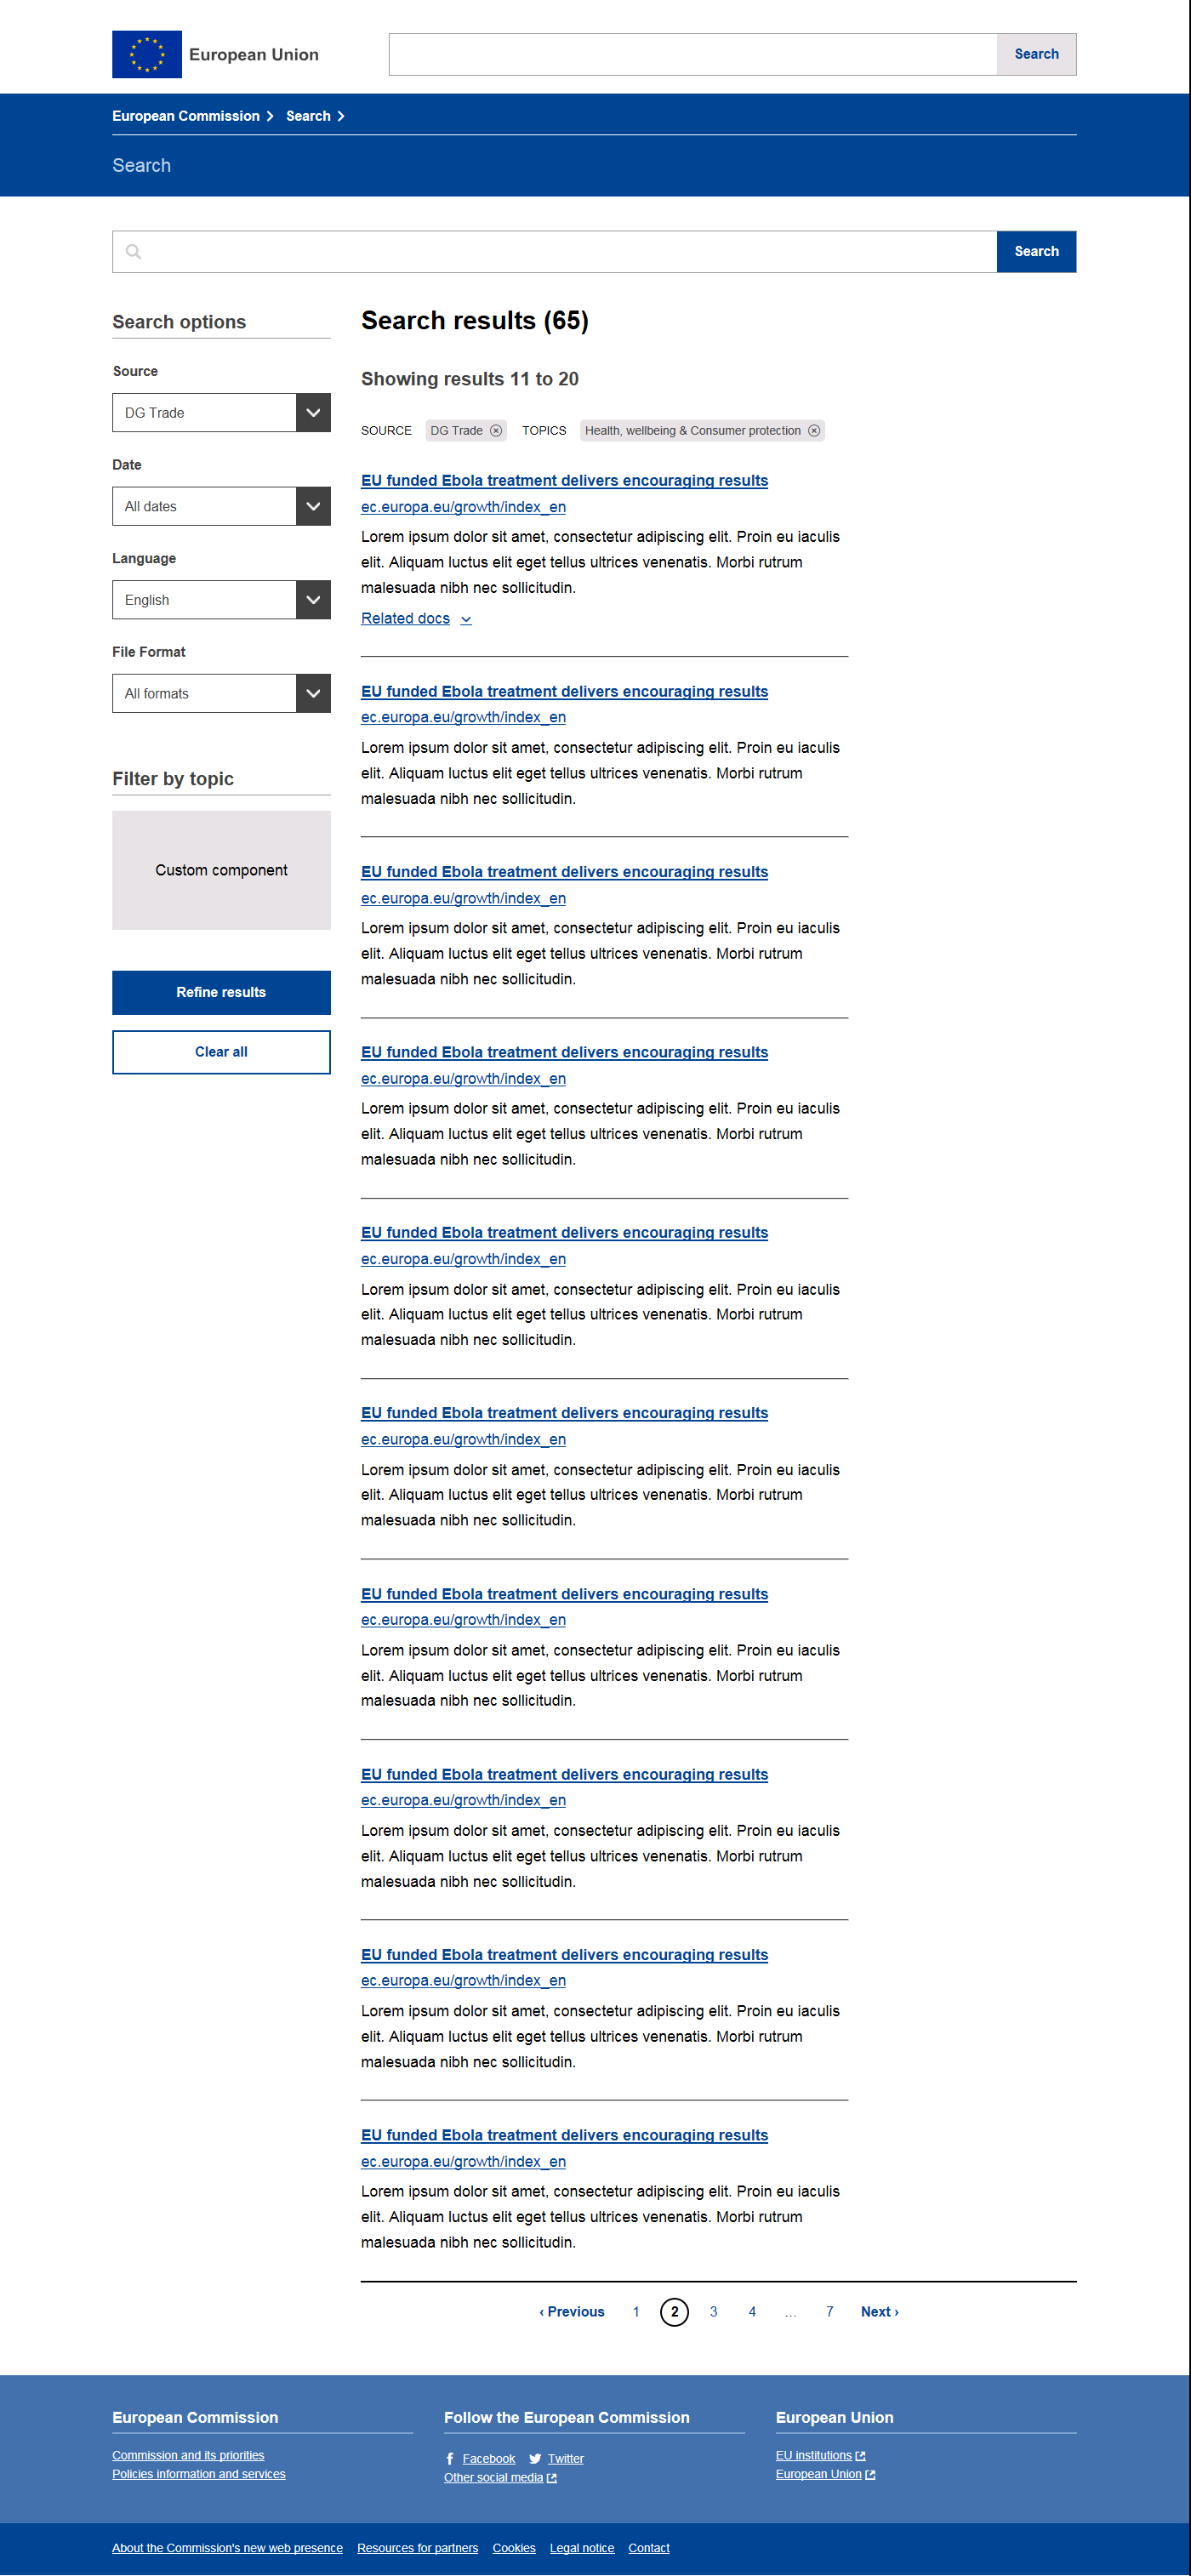 European Union
Search
European Commission
Search
Search
Search
Search options
Source
DG Trade
Date
All dates
Language
English
File Format
All formats
Filter by topic
Custom component
Refine results
Clear all
Search results (65)
Showing results 11 to 20
SOURCE DG Trade TOPICS Health, wellbeing & Consumer protection
EU funded Ebola treatment delivers encouraging results
ec.europa.eu/growth/index_en
Lorem ipsum dolor sit amet, consectetur adipiscing elit. Proin eu iaculis
elit. Aliquam luctus elit eget tellus ultrices venenatis. Morbi rutrum
malesuada nibh nec sollicitudin.
Related docs
EU funded Ebola treatment delivers encouraging results
ec.europa.eu/growth/index_en
Lorem ipsum dolor sit amet, consectetur adipiscing elit. Proin eu iaculis
elit. Aliquam luctus elit eget tellus ultrices venenatis. Morbi rutrum
malesuada nibh nec sollicitudin.
EU funded Ebola treatment delivers encouraging results
ec.europa.eu/growth/index_en
Lorem ipsum dolor sit amet, consectetur adipiscing elit. Proin eu iaculis
elit. Aliquam luctus elit eget tellus ultrices venenatis. Morbi rutrum
malesuada nibh nec sollicitudin.
EU funded Ebola treatment delivers encouraging results
ec.europa.eu/growth/index_en
Lorem ipsum dolor sit amet, consectetur adipiscing elit. Proin eu iaculis
elit. Aliquam luctus elit eget tellus ultrices venenatis. Morbi rutrum
malesuada nibh nec sollicitudin.
EU funded Ebola treatment delivers encouraging results
ec.europa.eu/growth/index_en
Lorem ipsum dolor sit amet, consectetur adipiscing elit. Proin eu iaculis
elit. Aliquam luctus elit eget tellus ultrices venenatis. Morbi rutrum
malesuada nibh nec sollicitudin.
EU funded Ebola treatment delivers encouraging results
ec.europa.eu/growth/index_en
Lorem ipsum dolor sit amet, consectetur adipiscing elit. Proin eu iaculis
elit. Aliquam luctus elit eget tellus ultrices venenatis. Morbi rutrum
malesuada nibh nec sollicitudin.
EU funded Ebola treatment delivers encouraging results
ec.europa.eu/growth/index_en
Lorem ipsum dolor sit amet, consectetur adipiscing elit. Proin eu iaculis
elit. Aliquam luctus elit eget tellus ultrices venenatis. Morbi rutrum
malesuada nibh nec sollicitudin.
EU funded Ebola treatment delivers encouraging results
ec.europa.eu/growth/index_en
Lorem ipsum dolor sit amet, consectetur adipiscing elit. Proin eu iaculis
elit. Aliquam luctus elit eget tellus ultrices venenatis. Morbi rutrum
malesuada nibh nec sollicitudin.
EU funded Ebola treatment delivers encouraging results
ec.europa.eu/growth/index_en
Lorem ipsum dolor sit amet, consectetur adipiscing elit. Proin eu iaculis
elit. Aliquam luctus elit eget tellus ultrices venenatis. Morbi rutrum
malesuada nibh nec sollicitudin.
EU funded Ebola treatment delivers encouraging results
ec.europa.eu/growth/index_en
Lorem ipsum dolor sit amet, consectetur adipiscing elit. Proin eu iaculis
elit. Aliquam luctus elit eget tellus ultrices venenatis. Morbi rutrum
malesuada nibh nec sollicitudin.
‹ Previous 1 2 3 4 ... 7 Next ›
European Commission
Commission and its priorities
Policies information and services
Follow the European Commission
Facebook Twitter
Other social media
European Union
EU institutions
European Union
About the Commission's new web presence Resources for partners Cookies Legal notice Contact